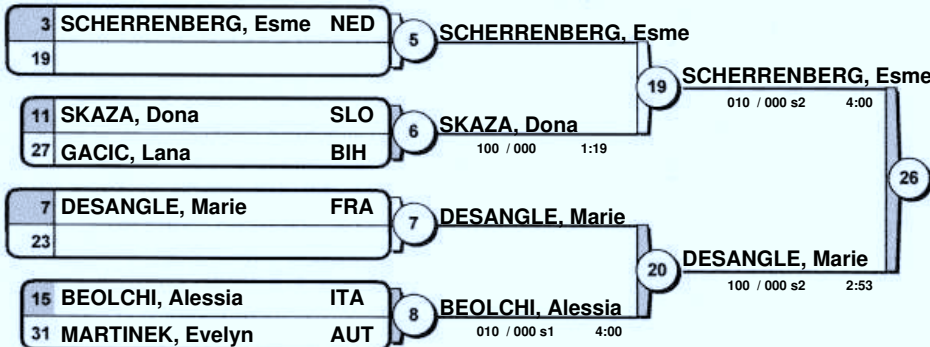 3 SCHERRENBERG, Esme NED
19
5
SCHERRENBERG, Esme
11 SKAZA, Dona SLO
27 GACIC, Lana BIH
6
SKAZA, Dona
100 / 000 1:19
19
SCHERRENBERG, Esme
010 / 000 s2 4:00
7 DESANGLE, Marie FRA
23
7
DESANGLE, Marie
15 BEOLCHI, Alessia ITA
31 MARTINEK, Evelyn AUT
8
BEOLCHI, Alessia
010 / 000 s1 4:00
20
DESANGLE, Marie
100 / 000 s2 2:53
26